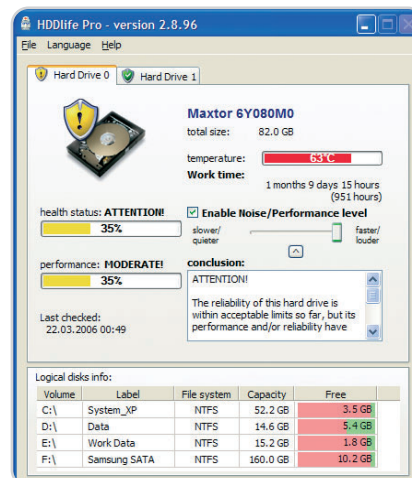 HDDlife Pro - version 2.8.96
File Language Help
Hard Drive 0 Hard Drive 1
Maxtor 6Y080M0
total size: 82.0 GB
temperature: 63°C
Work time:
1 months 9 days 15 hours
(951 hours)
health status: ATTENTION!
35%
Enable Noise/Performance level
slower/ quieter
faster/ louder
performance: MODERATE!
35%
conclusion:
ATTENTION!
The reliability of this hard drive is
within acceptable limits so far, but its
performance and/or reliability have
Last checked:
22.03.2006 00:49
Logical disks info:
Volume Label File system Capacity Free
C:\ System_XP NTFS 52.2 GB 3.5 GB
D:\ Data NTFS 14.6 GB 5.4 GB
E:\ Work Data NTFS 15.2 GB 1.8 GB
F:\ Samsung SATA NTFS 160.0 GB 10.2 GB